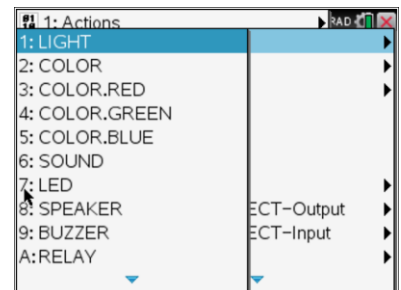 1: Actions RAD
1: LIGHT
2: COLOR
3: COLOR.RED
4: COLOR.GREEN
5: COLOR.BLUE
6: SOUND
7: LED
8: SPEAKER ECT-Output
9: BUZZER ECT-Input
A:RELAY